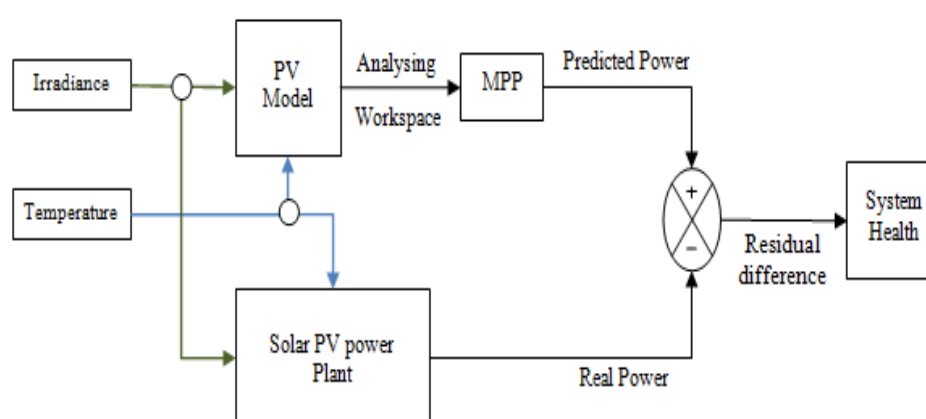 Irradiance
PV
Model
Analysing
Workspace
MPP
Predicted Power
Temperature
+
−
System
Health
Residual
difference
Solar PV power
Plant
Real Power